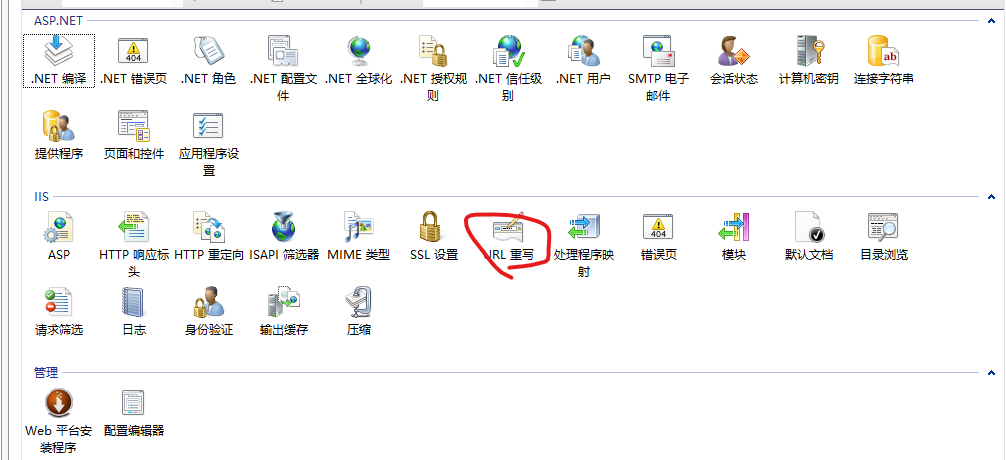 ASP.NET
.NET 编译 .NET 错误页 .NET 角色 .NET 配置文件 .NET 全球化 .NET 授权规则 .NET 信任级别 .NET 用户 SMTP 电子邮件 会话状态 计算机密钥 连接字符串
提供程序 页面和控件 应用程序设置
IIS
ASP HTTP 响应标头 HTTP 重定向 ISAPI 筛选器 MIME 类型 SSL 设置 URL 重写 处理程序映射 错误页 模块 默认文档 目录浏览
请求筛选 日志 身份验证 输出缓存 压缩
管理
Web 平台安装程序 配置编辑器